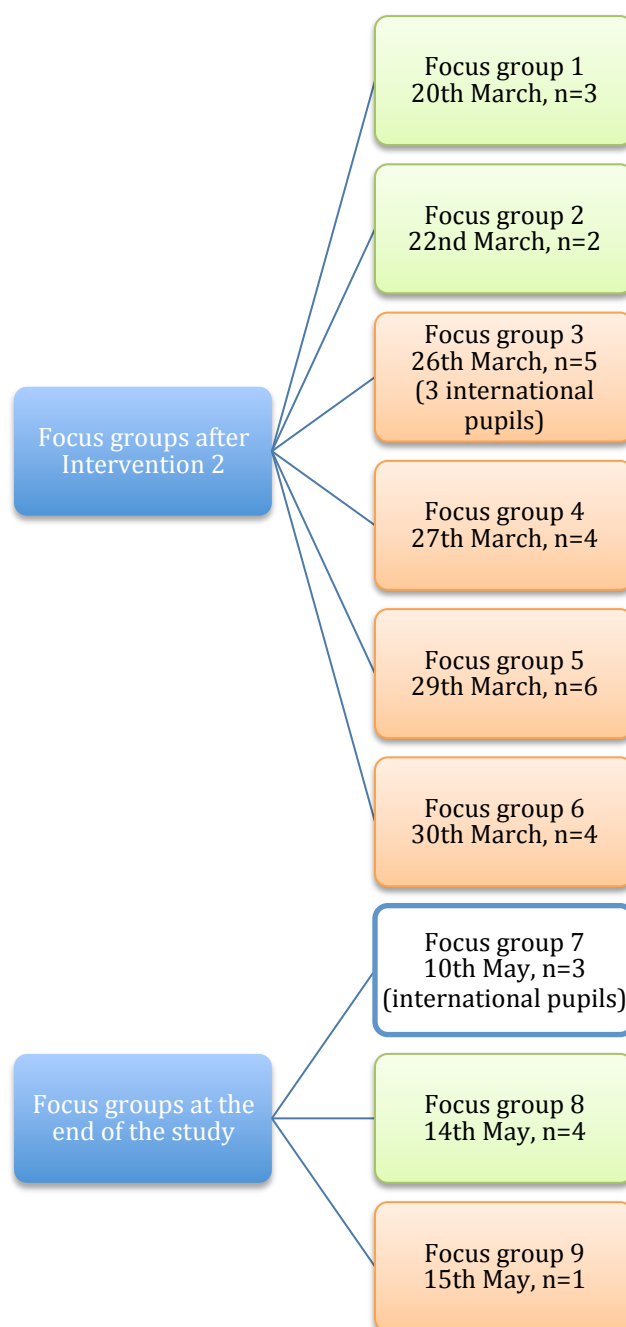 Focus group 1
20th March, n=3
Focus group 2
22nd March, n=2
Focus group 3
26th March, n=5
(3 international
pupils)
Focus groups after
Intervention 2
Focus group 4
27th March, n=4
Focus group 5
29th March, n=6
Focus group 6
30th March, n=4
Focus group 7
10th May, n=3
(international pupils)
Focus groups at the
end of the study
Focus group 8
14th May, n=4
Focus group 9
15th May, n=1